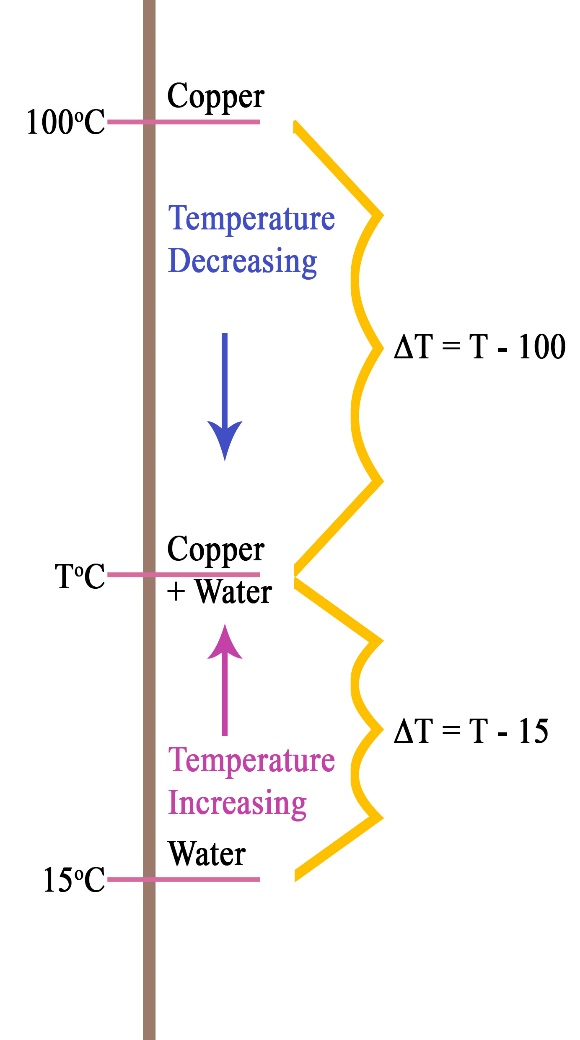 Copper
100°C
Temperature
Decreasing
ΔT = T - 100
Copper
T°C
+ Water
ΔT = T - 15
Temperature
Increasing
Water
15°C